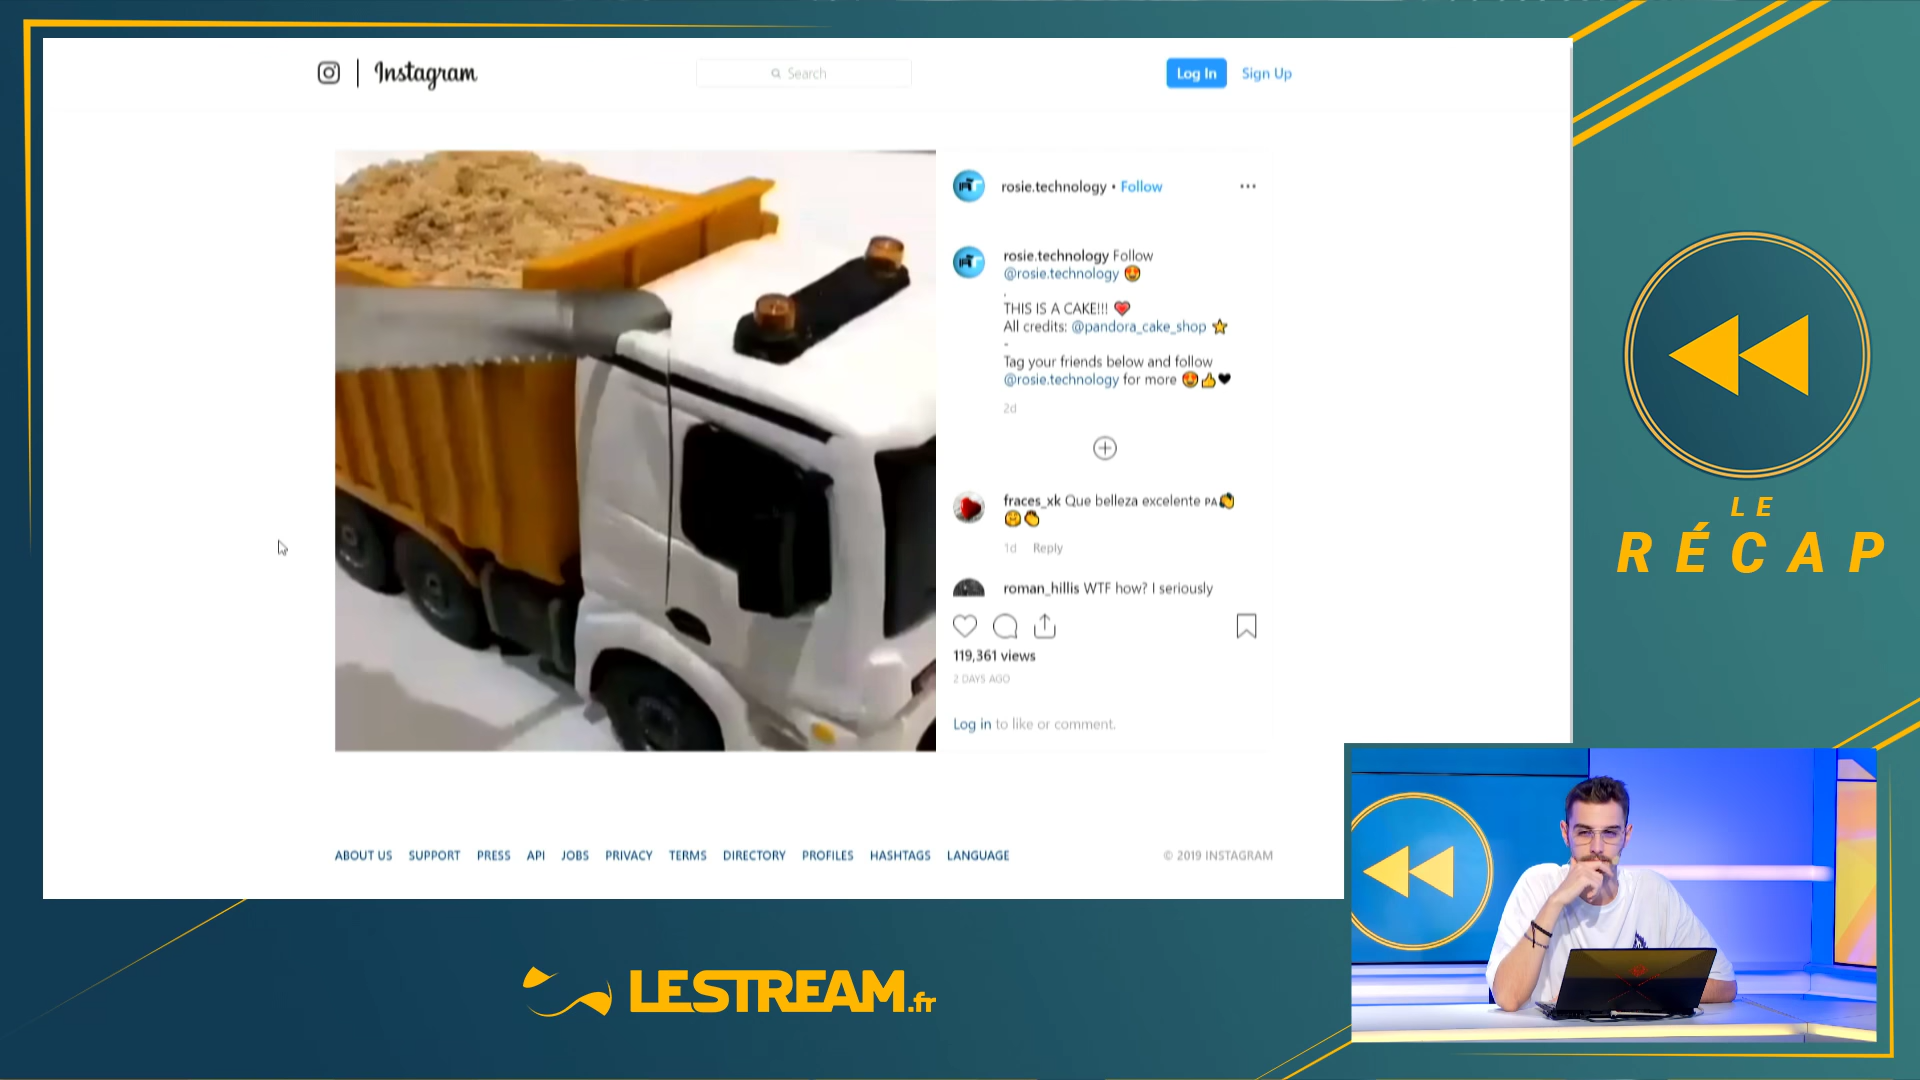 Instagram
Search
Log In
Sign Up
rosie.technology • Follow
rosie.technology Follow
@rosie.technology 😍
.
THIS IS A CAKE!!! ❤️
All credits: @pandora_cake_shop ⭐
-
Tag your friends below and follow
@rosie.technology for more 😍👍🖤
2d
fraces_xk Que belleza excelente PA👏
😊👏
1d Reply
roman_hillis WTF how? I seriously
119,361 views
2 DAYS AGO
Log in to like or comment.
ABOUT US SUPPORT PRESS API JOBS PRIVACY TERMS DIRECTORY PROFILES HASHTAGS LANGUAGE
© 2019 INSTAGRAM
LE
RÉCAP
LESTREAM.fr